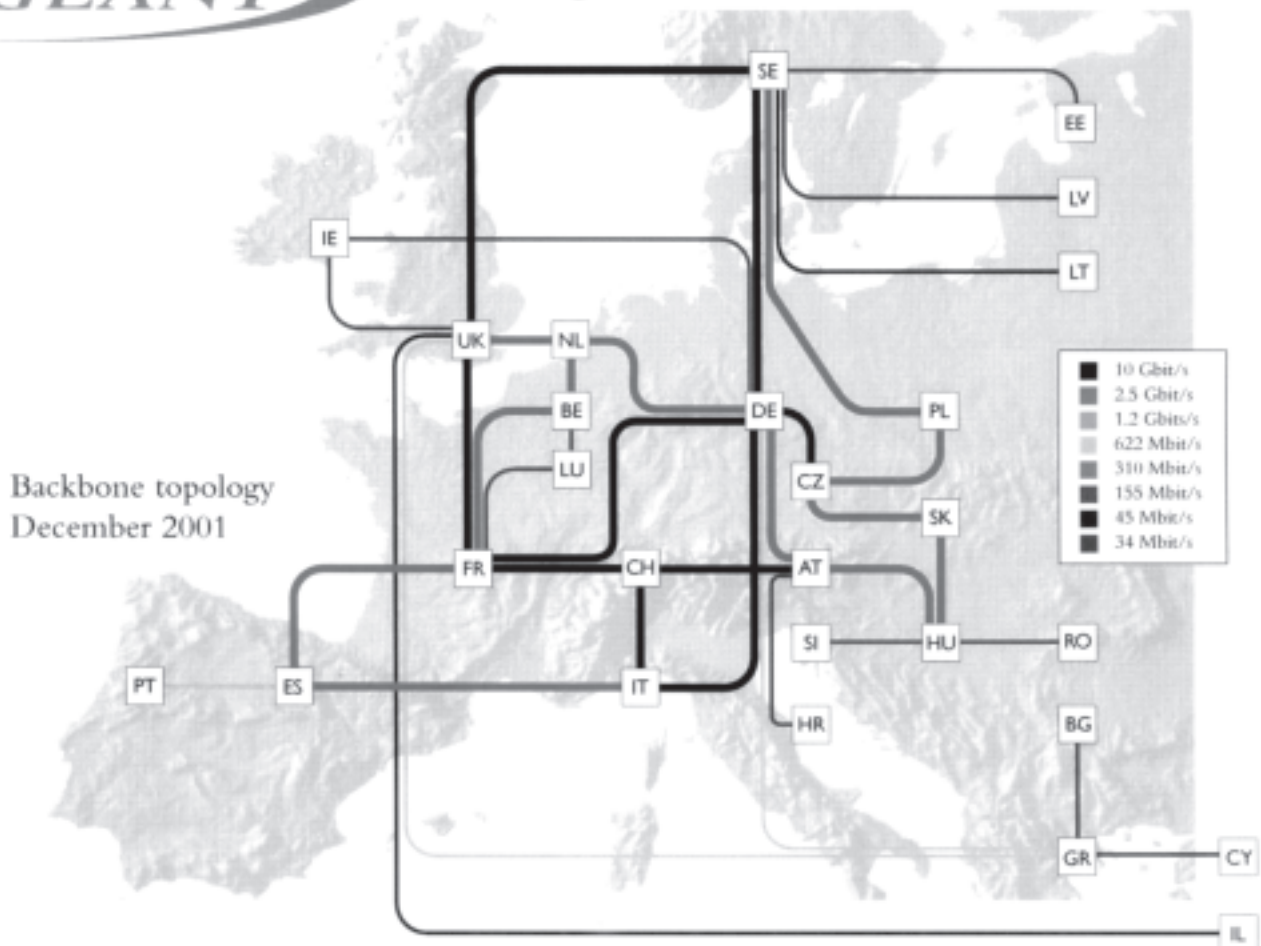 SE
EE
LV
IE
LT
UK
NL
10 Gbit/s
2.5 Gbit/s
BE
DE
PL
1.2 Gbits/s
622 Mbit/s
LU
310 Mbit/s
CZ
155 Mbit/s
Backbone topology
SK
45 Mbit/s
December 2001
34 Mbit/s
FR
CH
AT
SI
HU
RO
PT
ES
IT
HR
BG
GR
CY
IL